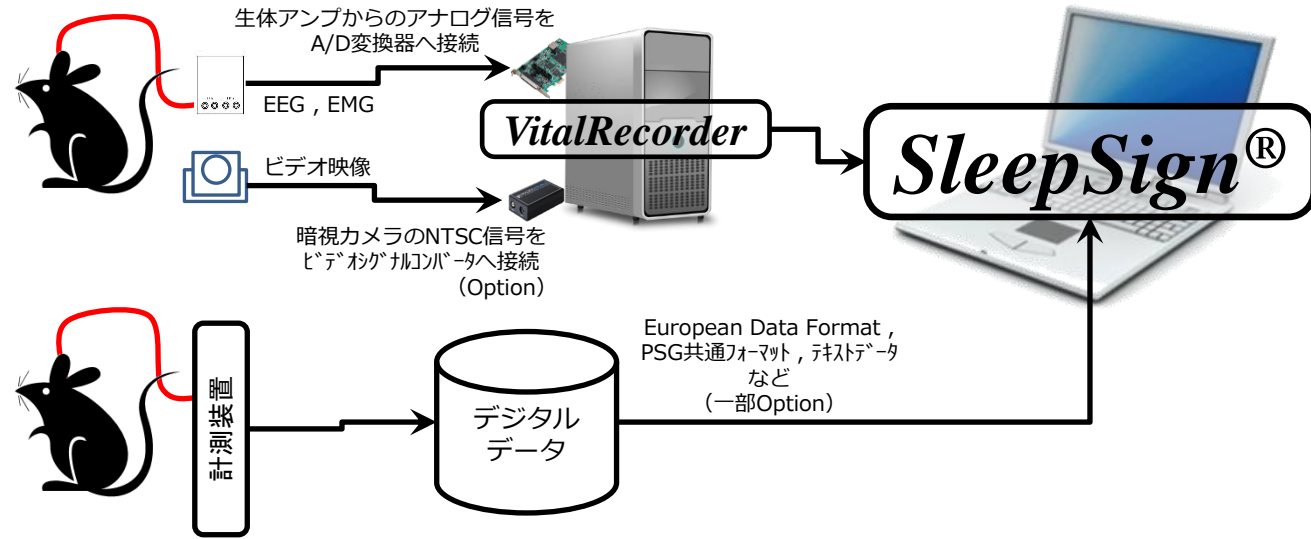 生体アンプからのアナログ信号を
A/D変換器へ接続
EEG , EMG
VitalRecorder
SleepSign®
ビデオ映像
暗視カメラのNTSC信号を
ﾋﾞﾃﾞｵｼｸﾞﾅﾙｺﾝﾊﾞｰﾀへ接続
（Option）
計測装置
デジタル
データ
European Data Format ,
PSG共通ﾌｫｰﾏｯﾄ , ﾃｷｽﾄﾃﾞｰﾀ
など
（一部Option）